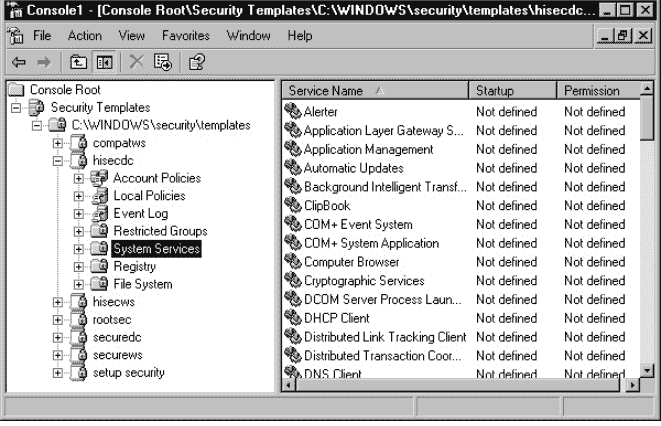 Console1 - [Console Root\Security Templates\C:\WINDOWS\security\templates\hisecdc...
File Action View Favorites Window Help
Console Root
Security Templates
C:\WINDOWS\security\templates
compatws
hisecdc
Account Policies
Local Policies
Event Log
Restricted Groups
System Services
Registry
File System
hisecws
rootsec
securedc
securews
setup security
Service Name Startup Permission
Alerter Not defined Not defined
Application Layer Gateway S... Not defined Not defined
Application Management Not defined Not defined
Automatic Updates Not defined Not defined
Background Intelligent Transf... Not defined Not defined
ClipBook Not defined Not defined
COM+ Event System Not defined Not defined
COM+ System Application Not defined Not defined
Computer Browser Not defined Not defined
Cryptographic Services Not defined Not defined
DCOM Server Process Laun... Not defined Not defined
DHCP Client Not defined Not defined
Distributed Link Tracking Client Not defined Not defined
Distributed Transaction Coor... Not defined Not defined
DNS Client Not defined Not defined